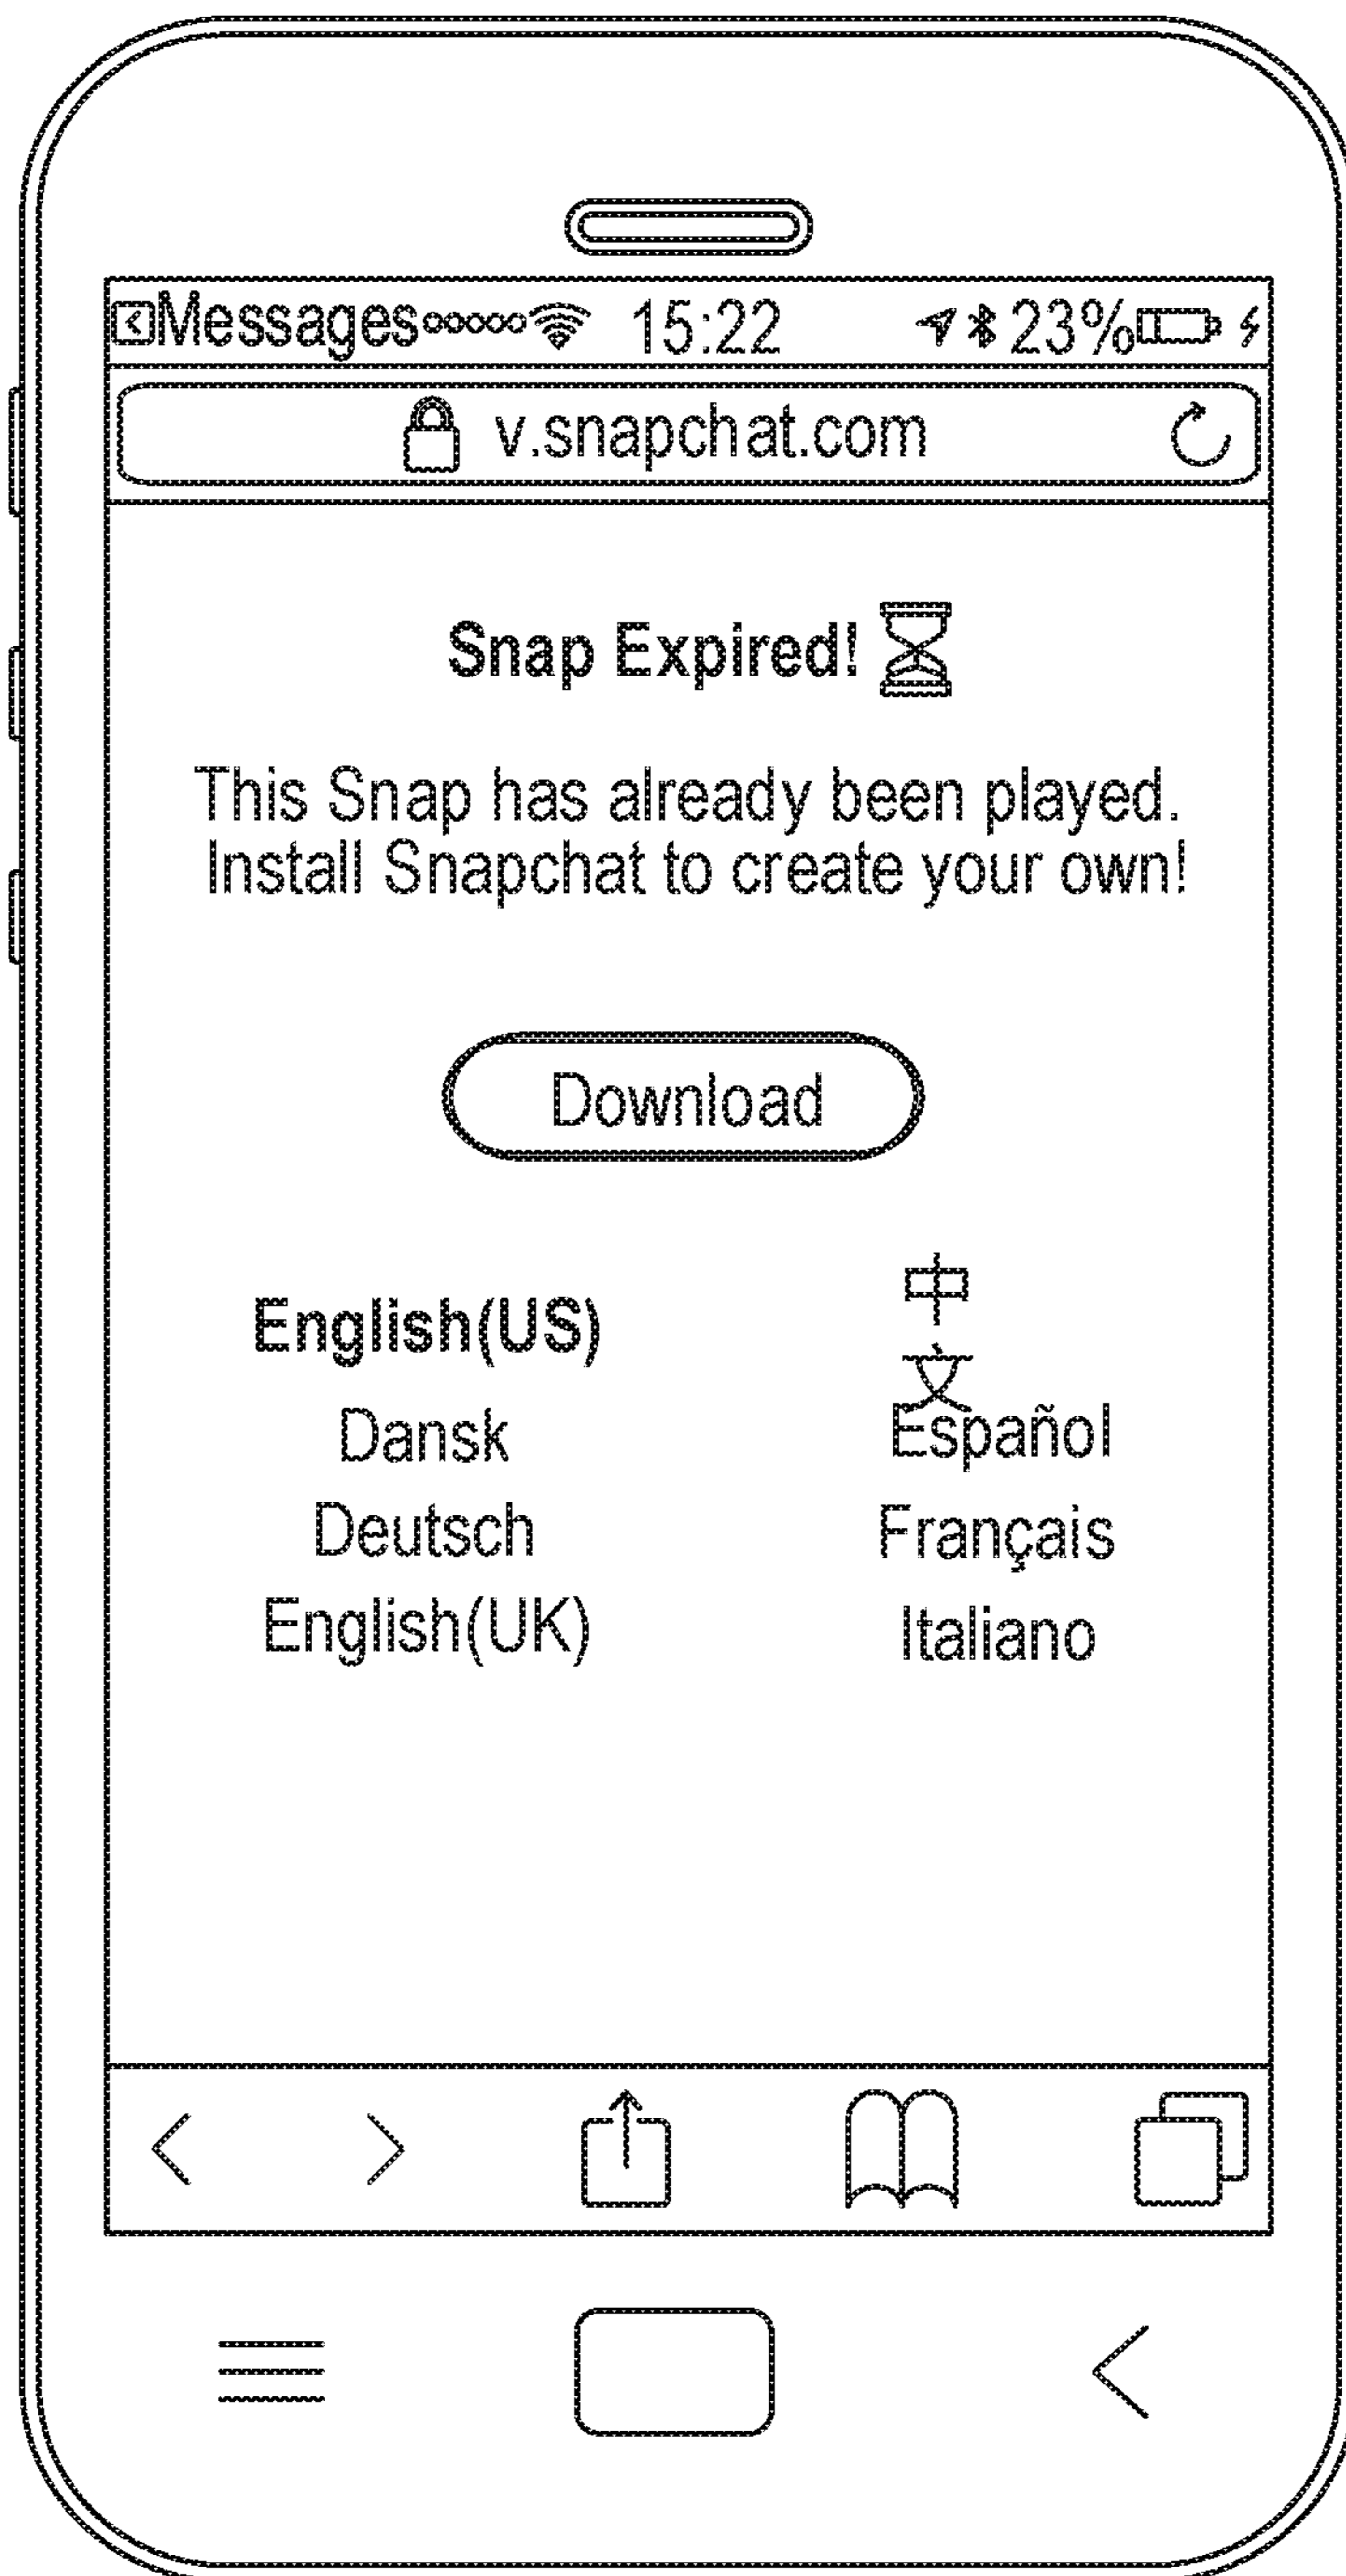 Messages 15:22 23%
v.snapchat.com
Snap Expired!
This Snap has already been played.
Install Snapchat to create your own!
Download
English(US)
中
文
Dansk
Español
Deutsch
Français
English(UK)
Italiano